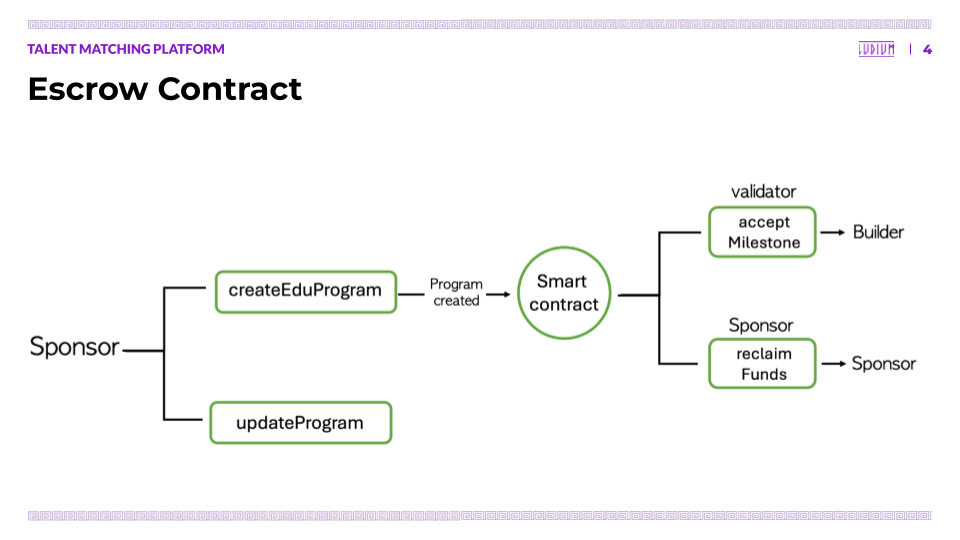 TALENT MATCHING PLATFORM
LUDIUM | 4
Escrow Contract
validator
accept
Milestone
Builder
createEduProgram
Program
created
Smart
contract
Sponsor
Sponsor
reclaim
Funds
Sponsor
updateProgram